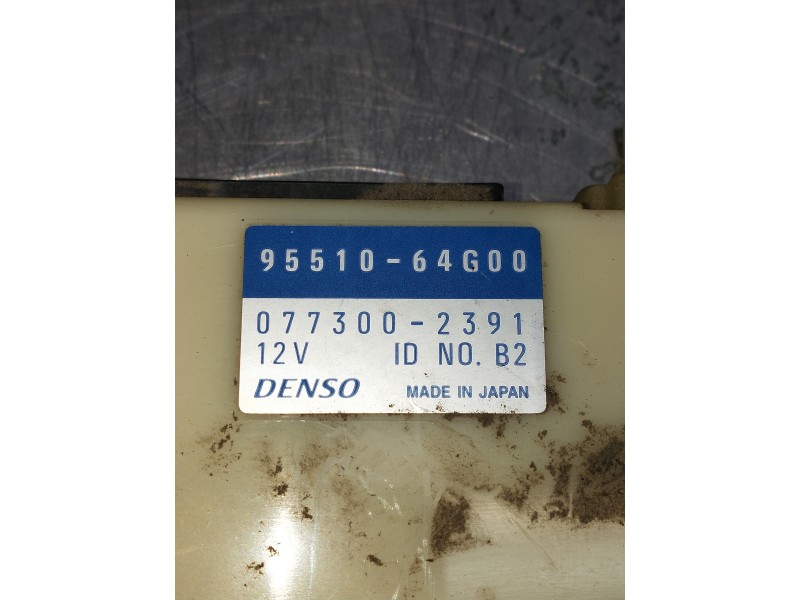 95510-64G00
077300-2391
12V ID NO. B2
DENSO MADE IN JAPAN